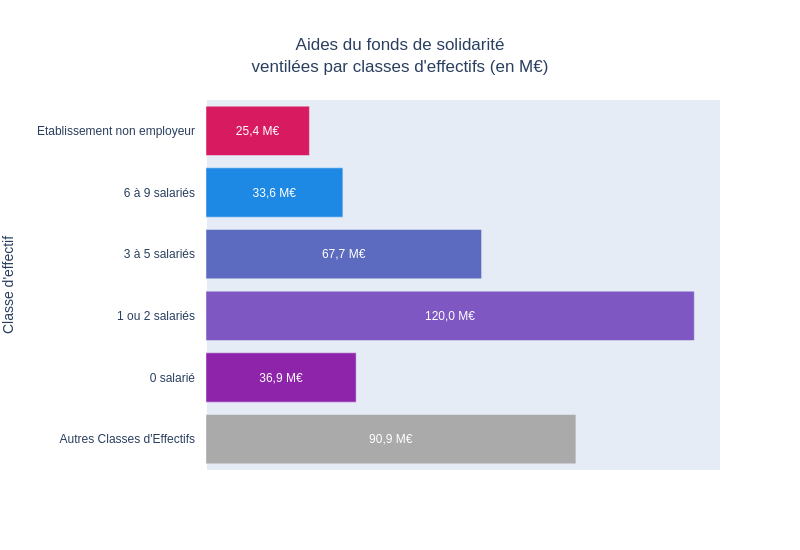 Aides du fonds de solidarité
ventilées par classes d'effectifs (en M€)
Classe d'effectif
Etablissement non employeur
25,4 M€
6 à 9 salariés
33,6 M€
3 à 5 salariés
67,7 M€
1 ou 2 salariés
120,0 M€
0 salarié
36,9 M€
Autres Classes d'Effectifs
90,9 M€